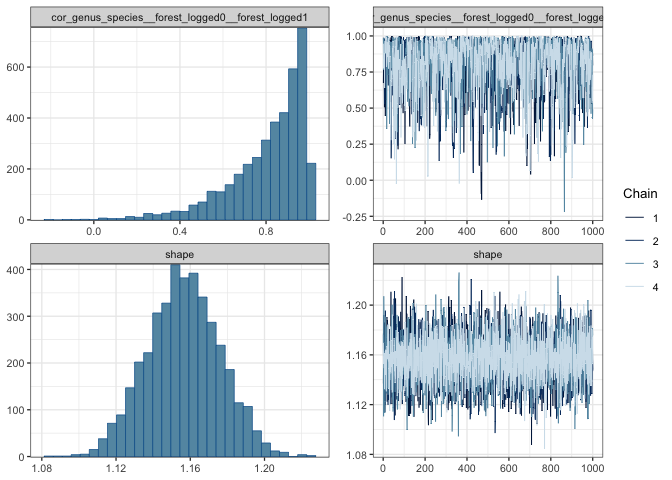 cor_genus_species__forest_logged0__forest_logged1
_genus_species__forest_logged0__forest_logge
600
400
200
0
0.0 0.4 0.8
1.00
0.75
0.50
0.25
0.00
-0.25
0 200 400 600 800 1000
shape
shape
400
300
200
100
0
1.08 1.12 1.16 1.20
1.20
1.16
1.12
1.08
0 200 400 600 800 1000
Chain
1
2
3
4